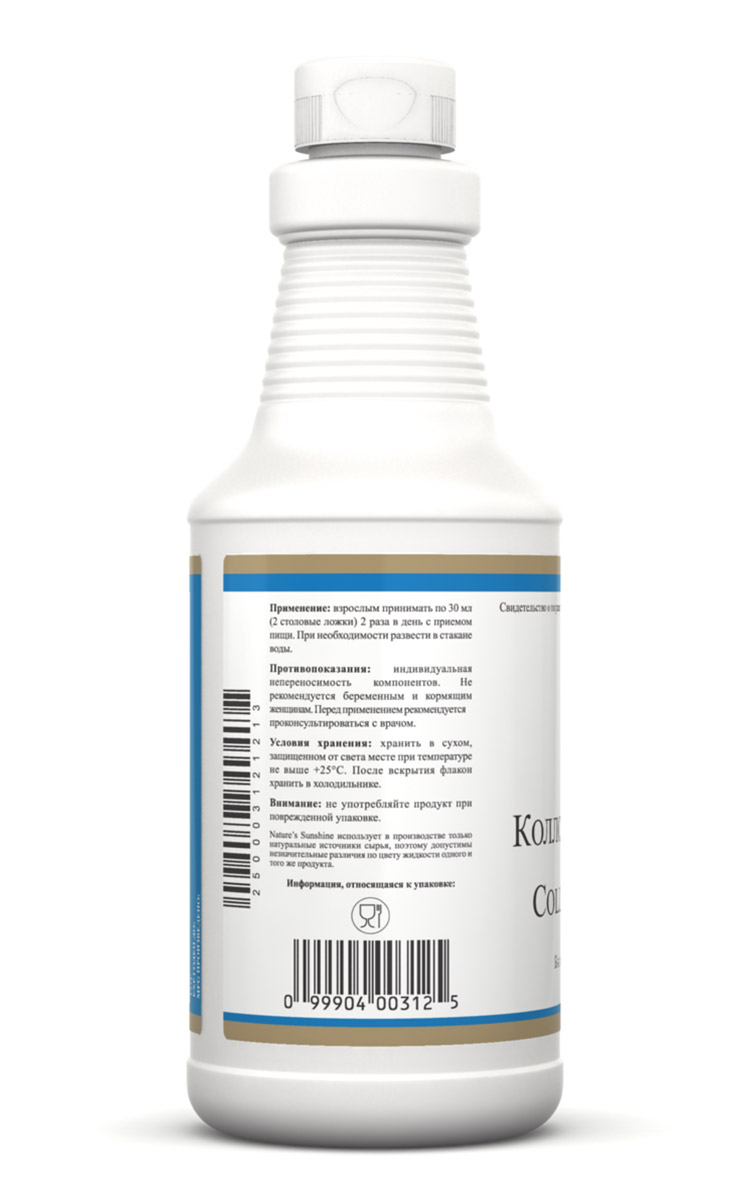 Применение: взрослым принимать по 30 мл
(2 столовые ложки) 2 раза в день с приемом
пищи. При необходимости развести в стакане
воды.
Противопоказания: индивидуальная
непереносимость компонентов. Не
рекомендуется беременным и кормящим
женщинам. Перед применением рекомендуется
проконсультироваться с врачом.
Условия хранения: хранить в сухом,
защищенном от света месте при температуре
не выше +25°С. После вскрытия флакон
хранить в холодильнике.
Внимание: не употребляйте продукт при
поврежденной упаковке.
Nature's Sunshine использует в производстве только
натуральные источники сырья, поэтому допустимы
незначительные различия по цвету жидкости одного и
того же продукта.
Информация, относящаяся к упаковке:
0 99904 00312 5
250003121213
Свидетельство о
Колл
Coll